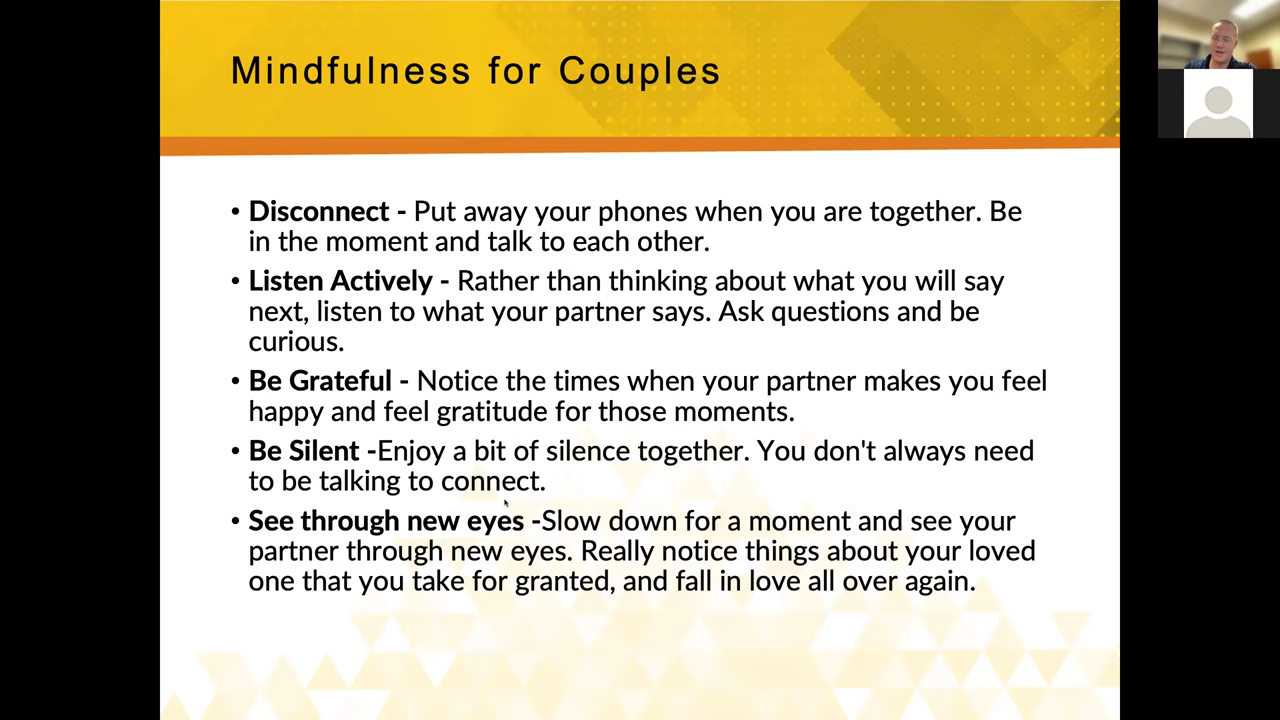 Mindfulness for Couples
• Disconnect - Put away your phones when you are together. Be
in the moment and talk to each other.
• Listen Actively - Rather than thinking about what you will say
next, listen to what your partner says. Ask questions and be
curious.
• Be Grateful - Notice the times when your partner makes you feel
happy and feel gratitude for those moments.
• Be Silent -Enjoy a bit of silence together. You don't always need
to be talking to connect.
• See through new eyes -Slow down for a moment and see your
partner through new eyes. Really notice things about your loved
one that you take for granted, and fall in love all over again.